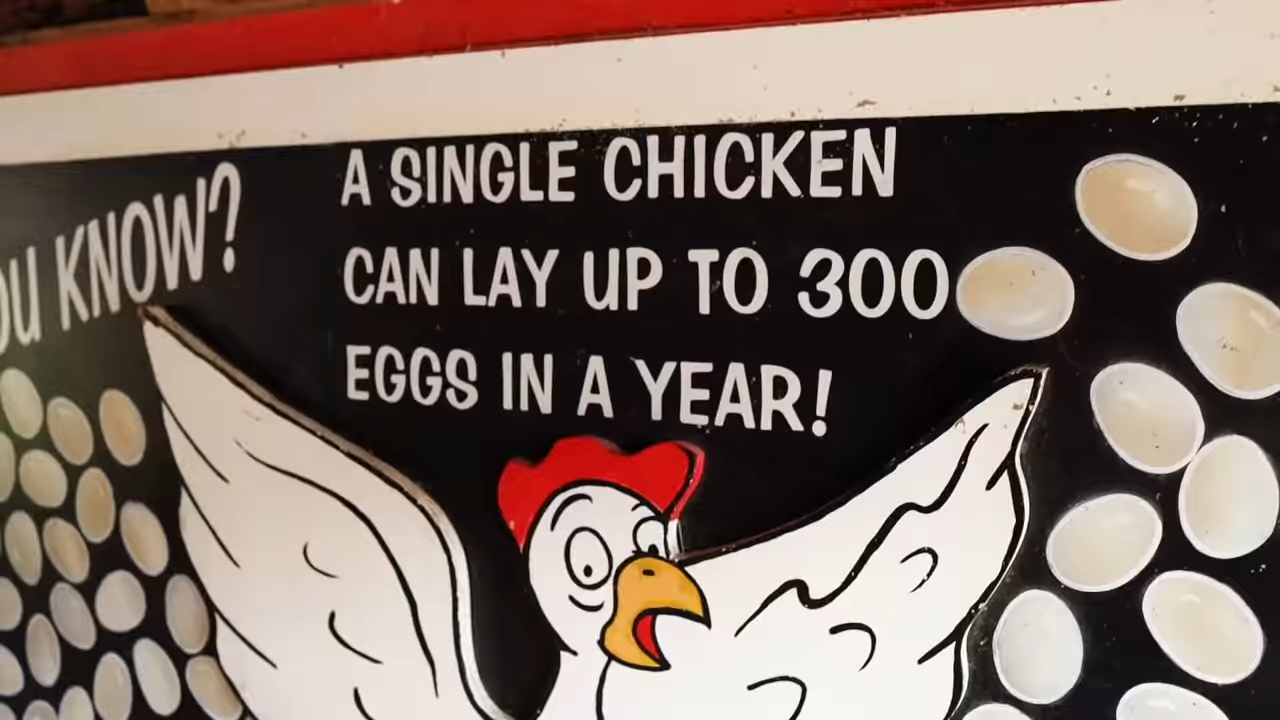 OU KNOW?
A SINGLE CHICKEN
CAN LAY UP TO 300
EGGS IN A YEAR!